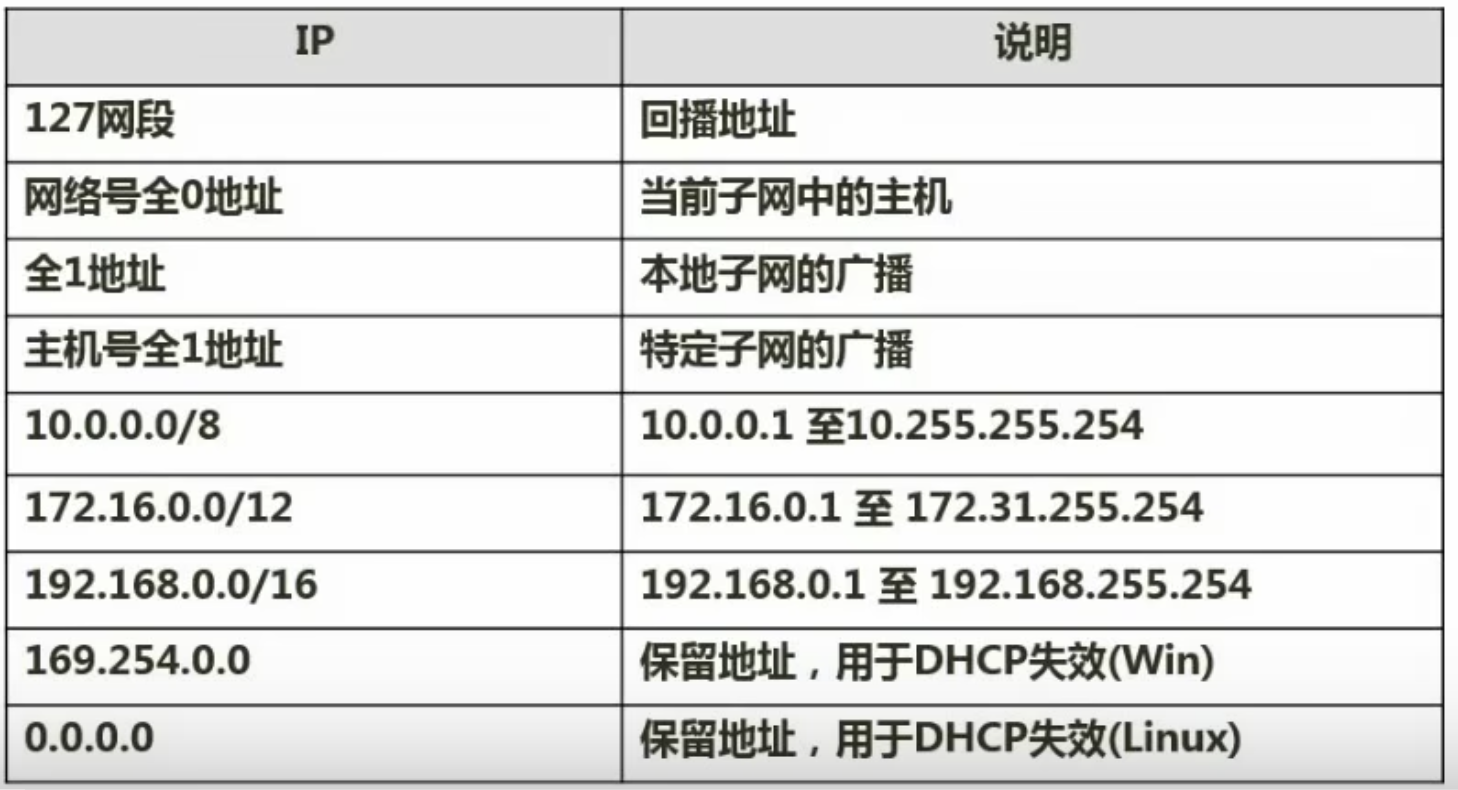 IP 说明
127网段 回播地址
网络号全0地址 当前子网中的主机
全1地址 本地子网的广播
主机号全1地址 特定子网的广播
10.0.0.0/8 10.0.0.1 至10.255.255.254
172.16.0.0/12 172.16.0.1 至 172.31.255.254
192.168.0.0/16 192.168.0.1 至 192.168.255.254
169.254.0.0 保留地址，用于DHCP失效(Win)
0.0.0.0 保留地址，用于DHCP失效(Linux)